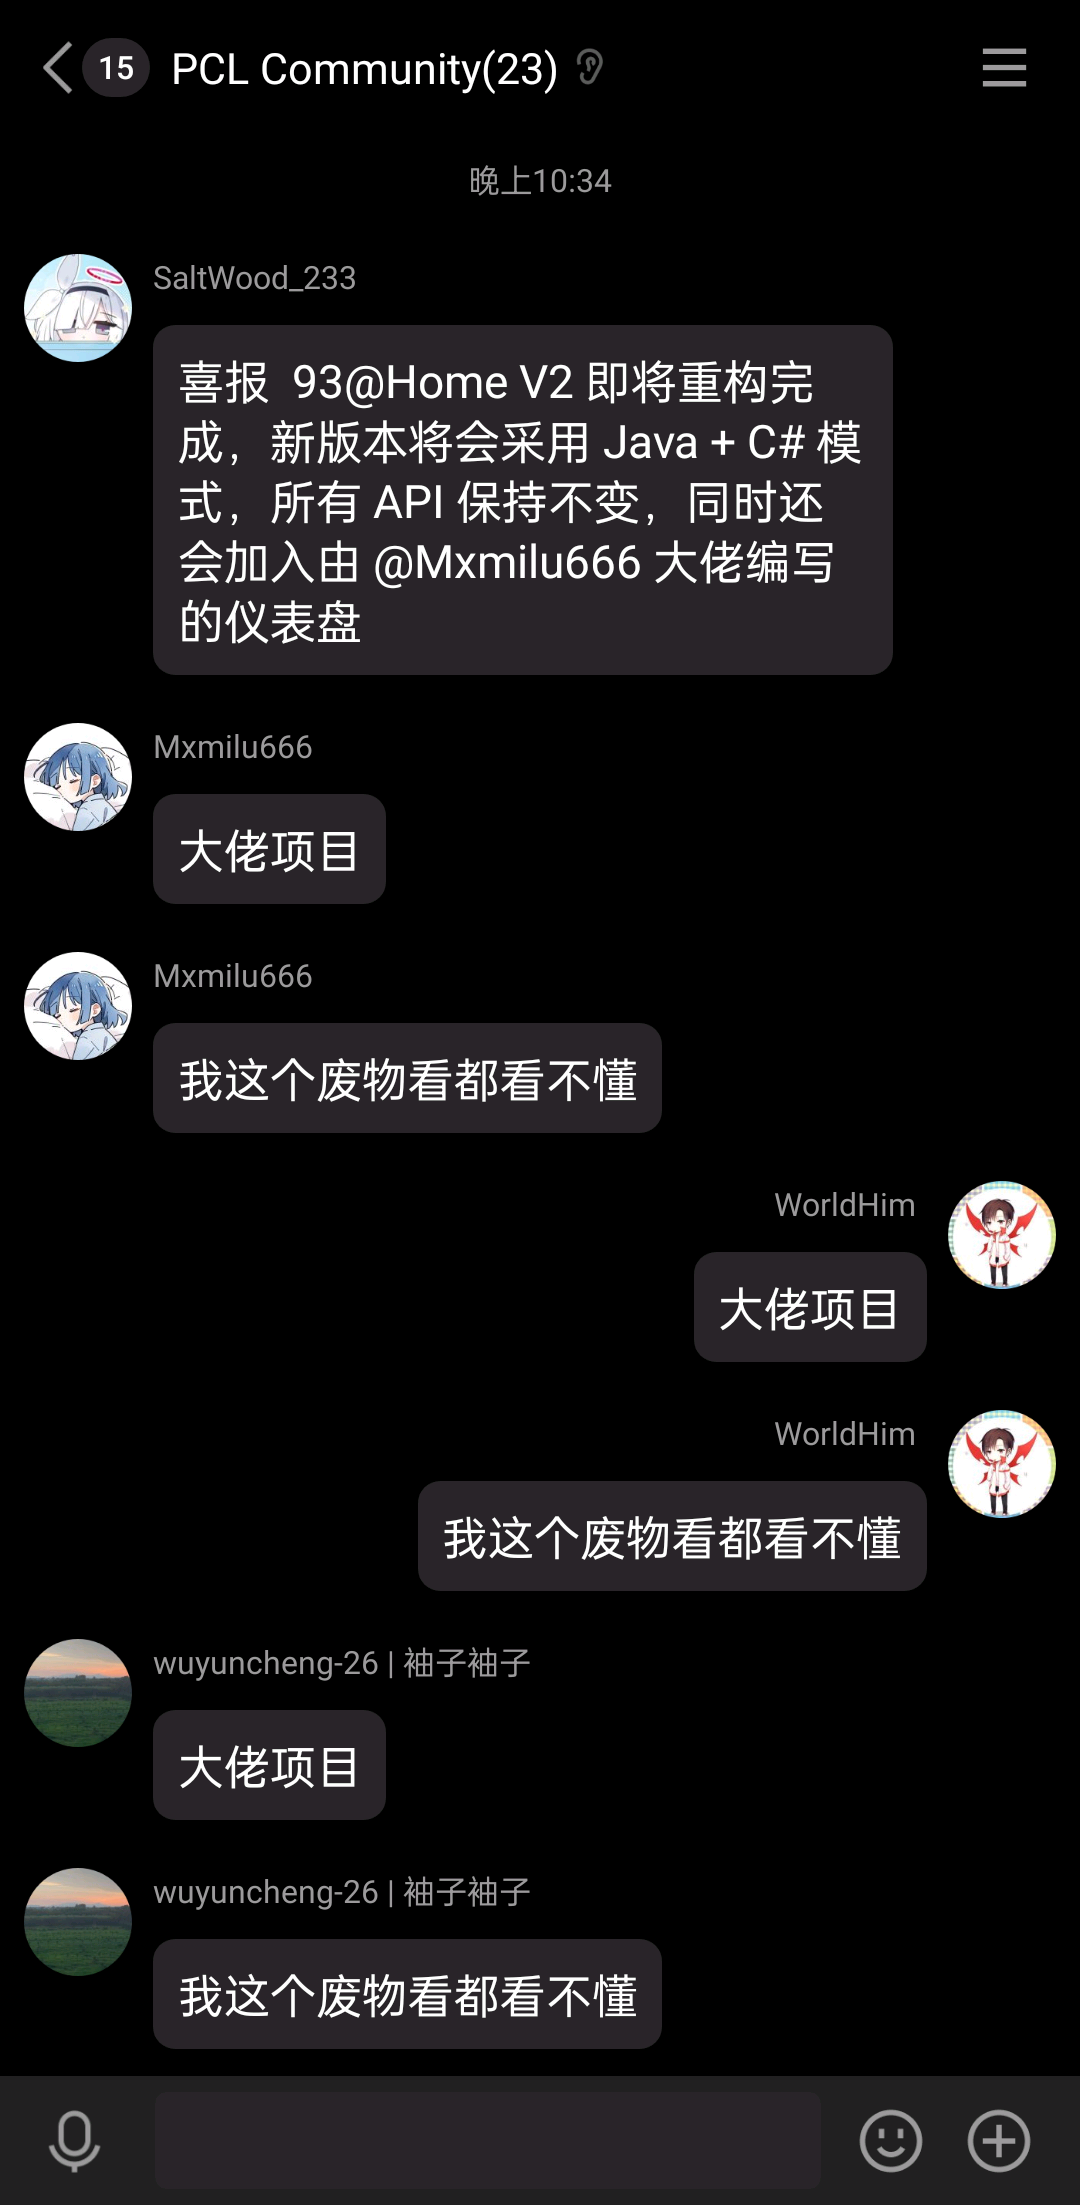 15 PCL Community(23)
晚上10:34
SaltWood_233
喜报 93@Home V2 即将重构完
成，新版本将会采用 Java + C# 模
式，所有 API 保持不变，同时还
会加入由 @Mxmilu666 大佬编写
的仪表盘
Mxmilu666
大佬项目
Mxmilu666
我这个废物看都看不懂
WorldHim
大佬项目
WorldHim
我这个废物看都看不懂
wuyuncheng-26 | 袖子袖子
大佬项目
wuyuncheng-26 | 袖子袖子
我这个废物看都看不懂